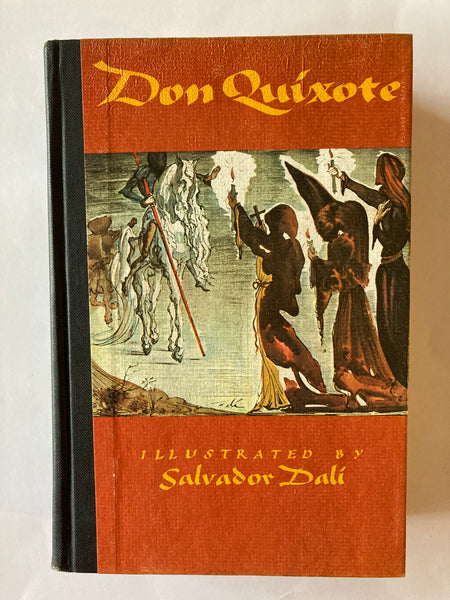 Don Quixote
ILLUSTRATED BY
Salvador Dalí